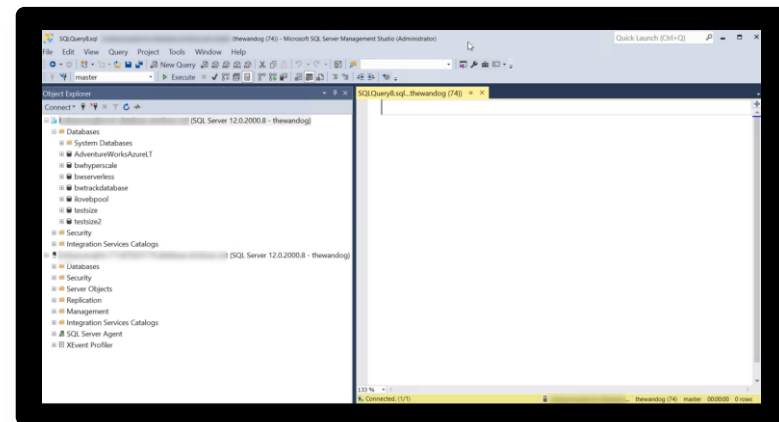 SQLQuery8.sql (thewandog (74)) - Microsoft SQL Server Management Studio (Administrator)
Quick Launch (Ctrl+Q)
File Edit View Query Project Tools Window Help
New Query
master Execute
Object Explorer
SQLQuery8.sql...thewandog (74))
Connect
(SQL Server 12.0.2000.8 - thewandog)
Databases
System Databases
AdventureWorksAzureLT
bwhyperscale
bwserverless
bwtrackdatabase
ilovebpool
testsize
testsize2
Security
Integration Services Catalogs
(SQL Server 12.0.2000.8 - thewandog)
Databases
Security
Server Objects
Replication
Management
Integration Services Catalogs
SQL Server Agent
XEvent Profiler
133 %
Connected. (1/1)
thewandog (74) master 00:00:00 0 rows